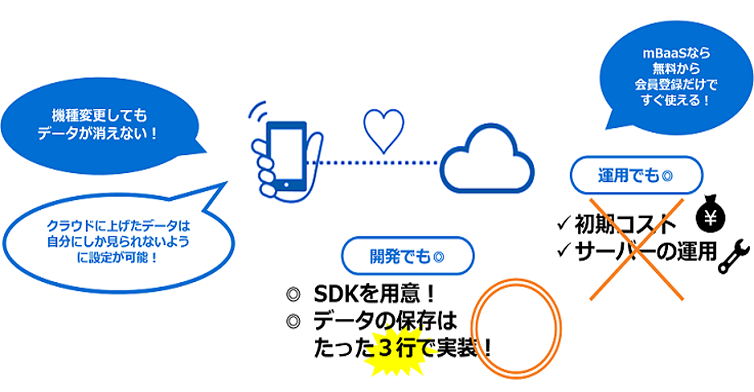 mBaaSなら
無料から
会員登録だけで
すぐ使える！
機種変更しても
データが消えない！
運用でも◎
✓初期コスト
¥
✓サーバーの運用
クラウドに上げたデータは
自分にしか見られないよう
に設定が可能！
開発でも◎
◎ SDKを用意！
◎ データの保存は
たった３行で実装！